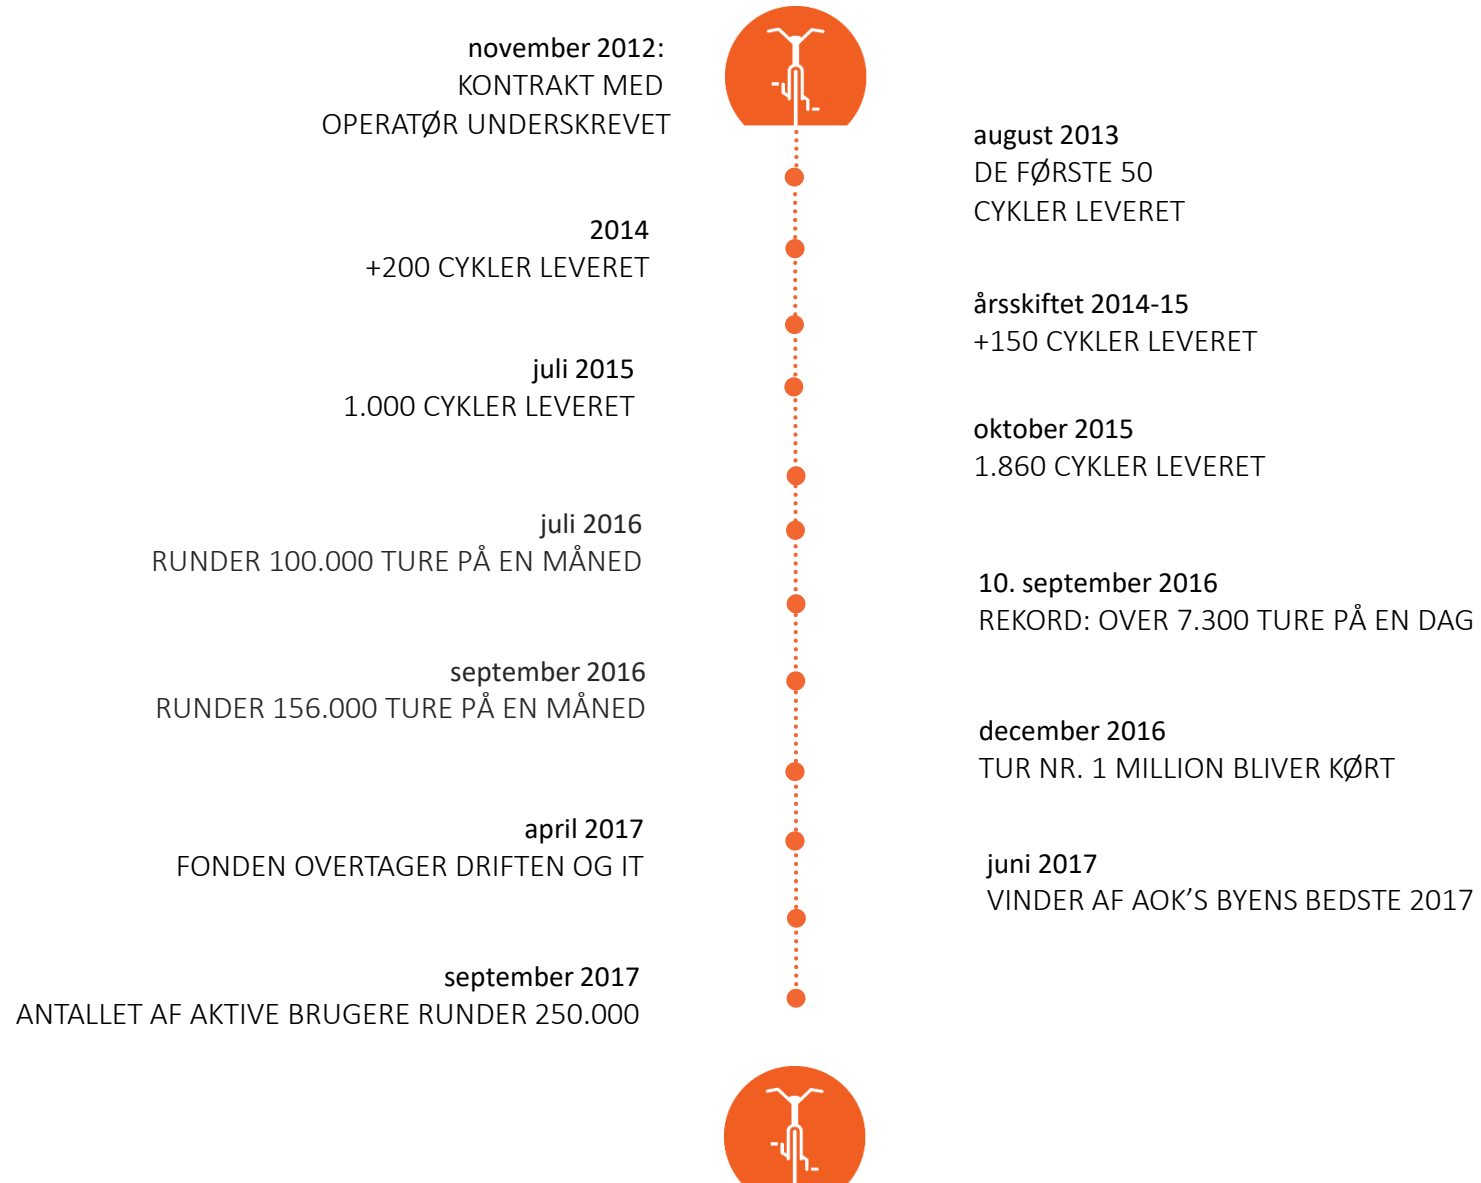 november 2012:
KONTRAKT MED
OPERATØR UNDERSKREVET
august 2013
DE FØRSTE 50
CYKLER LEVERET
2014
+200 CYKLER LEVERET
årsskiftet 2014-15
+150 CYKLER LEVERET
juli 2015
1.000 CYKLER LEVERET
oktober 2015
1.860 CYKLER LEVERET
juli 2016
RUNDER 100.000 TURE PÅ EN MÅNED
10. september 2016
REKORD: OVER 7.300 TURE PÅ EN DAG
september 2016
RUNDER 156.000 TURE PÅ EN MÅNED
december 2016
TUR NR. 1 MILLION BLIVER KØRT
april 2017
FONDEN OVERTAGER DRIFTEN OG IT
juni 2017
VINDER AF AOK’S BYENS BEDSTE 2017
september 2017
ANTALLET AF AKTIVE BRUGERE RUNDER 250.000